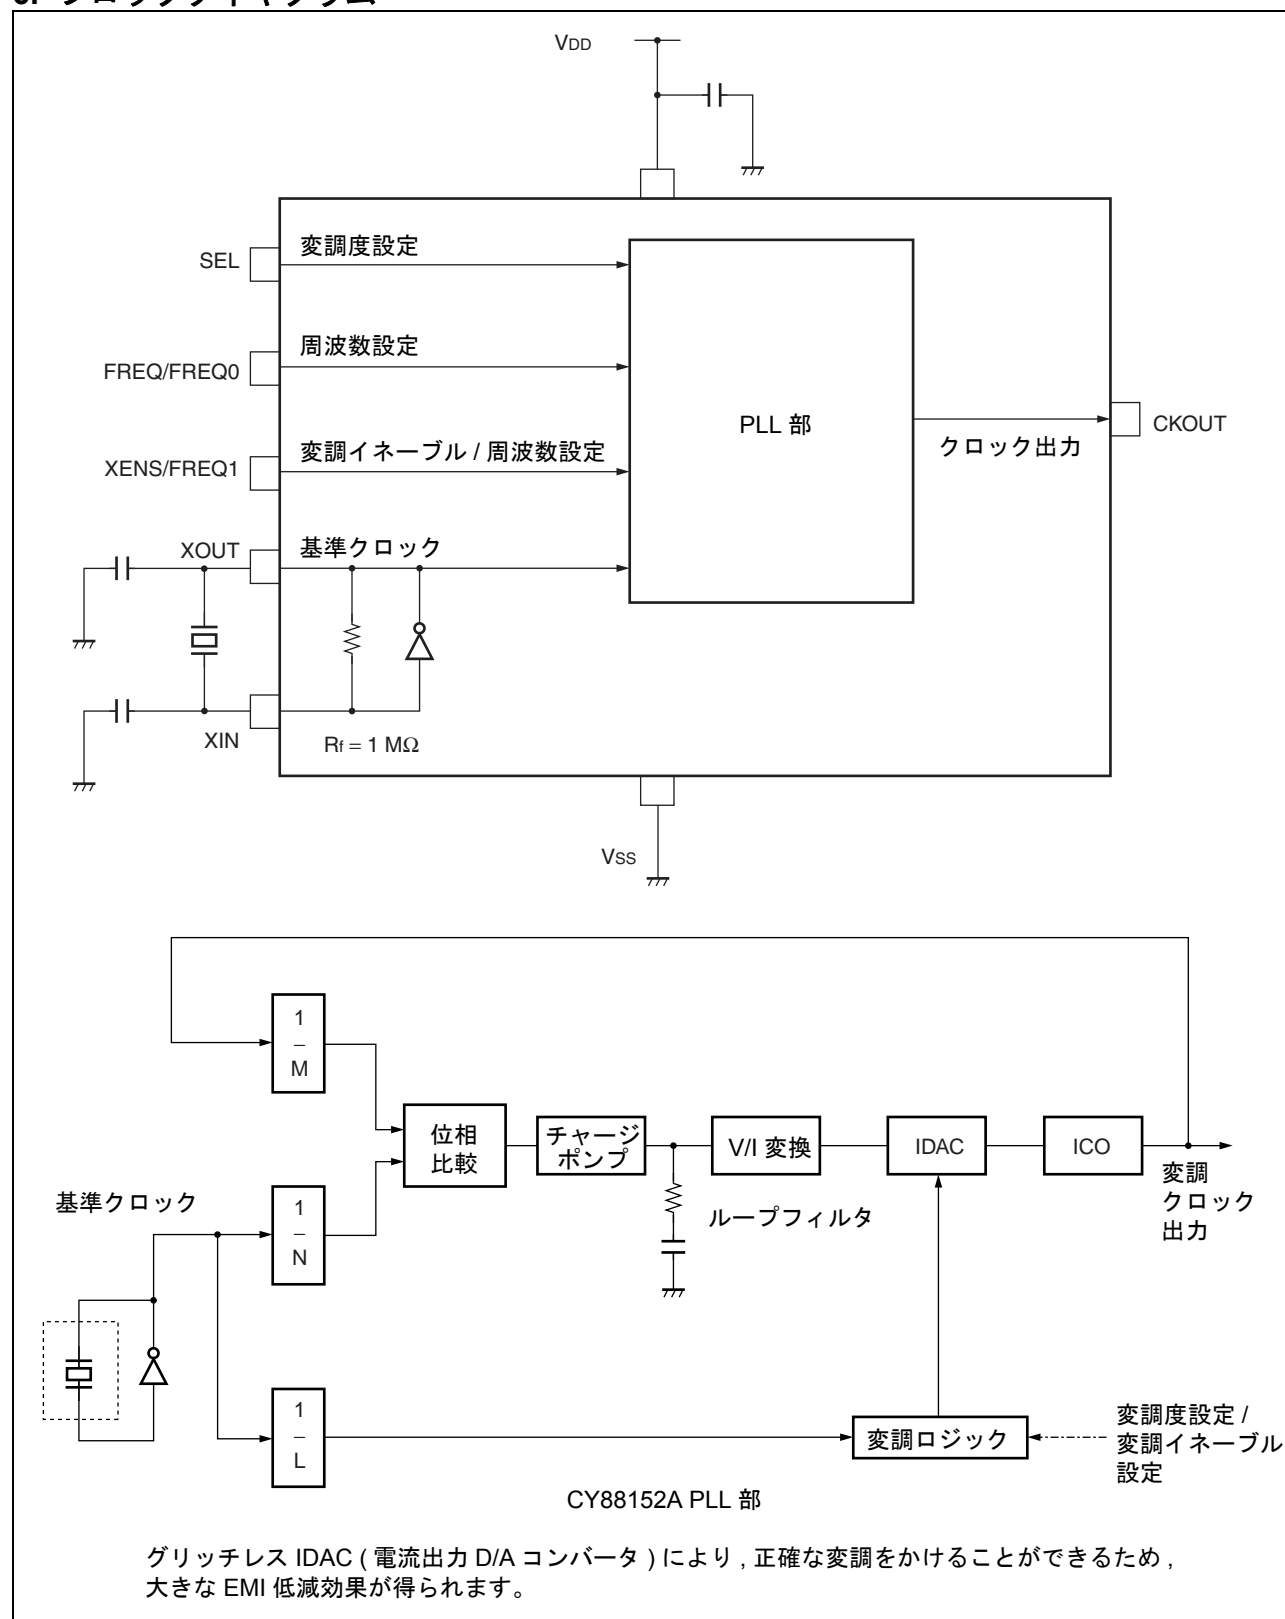 VDD
SEL
変調度設定
FREQ/FREQ0
周波数設定
XENS/FREQ1
変調イネーブル / 周波数設定
PLL 部
クロック出力
CKOUT
XOUT
基準クロック
XIN
Rf = 1 MΩ
VSS
1
–
M
位相
比較
チャージ
ポンプ
V/I 変換
IDAC
ICO
変調
クロック
出力
ループフィルタ
基準クロック
1
–
N
1
–
L
変調ロジック
変調度設定 /
変調イネーブル
設定
CY88152A PLL 部
グリッチレス IDAC ( 電流出力 D/A コンバータ ) により , 正確な変調をかけることができるため ,
大きな EMI 低減効果が得られます。